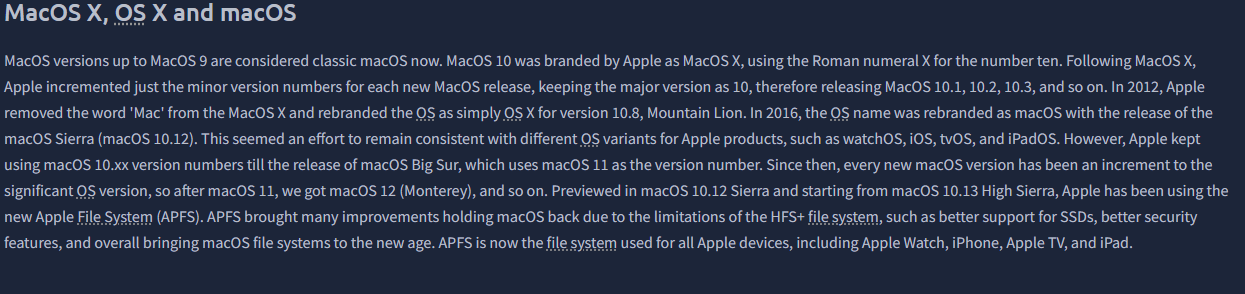 MacOS X, OS X and macOS
MacOS versions up to MacOS 9 are considered classic macOS now. MacOS 10 was branded by Apple as MacOS X, using the Roman numeral X for the number ten. Following MacOS X,
Apple incremented just the minor version numbers for each new MacOS release, keeping the major version as 10, therefore releasing MacOS 10.1, 10.2, 10.3, and so on. In 2012, Apple
removed the word 'Mac' from the MacOS X and rebranded the OS as simply OS X for version 10.8, Mountain Lion. In 2016, the OS name was rebranded as macOS with the release of the
macOS Sierra (macOS 10.12). This seemed an effort to remain consistent with different OS variants for Apple products, such as watchOS, iOS, tvOS, and iPadOS. However, Apple kept
using macOS 10.xx version numbers till the release of macOS Big Sur, which uses macOS 11 as the version number. Since then, every new macOS version has been an increment to the
significant OS version, so after macOS 11, we got macOS 12 (Monterey), and so on. Previewed in macOS 10.12 Sierra and starting from macOS 10.13 High Sierra, Apple has been using the
new Apple File System (APFS). APFS brought many improvements holding macOS back due to the limitations of the HFS+ file system, such as better support for SSDs, better security
features, and overall bringing macOS file systems to the new age. APFS is now the file system used for all Apple devices, including Apple Watch, iPhone, Apple TV, and iPad.